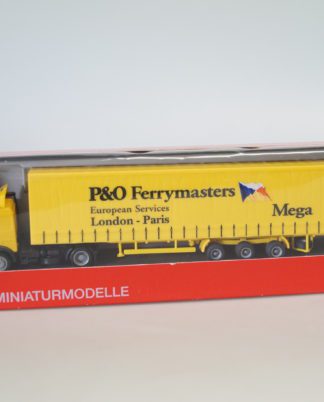 P&O Ferrymasters
European Services
London - Paris
Mega
MINIATURMODELLE